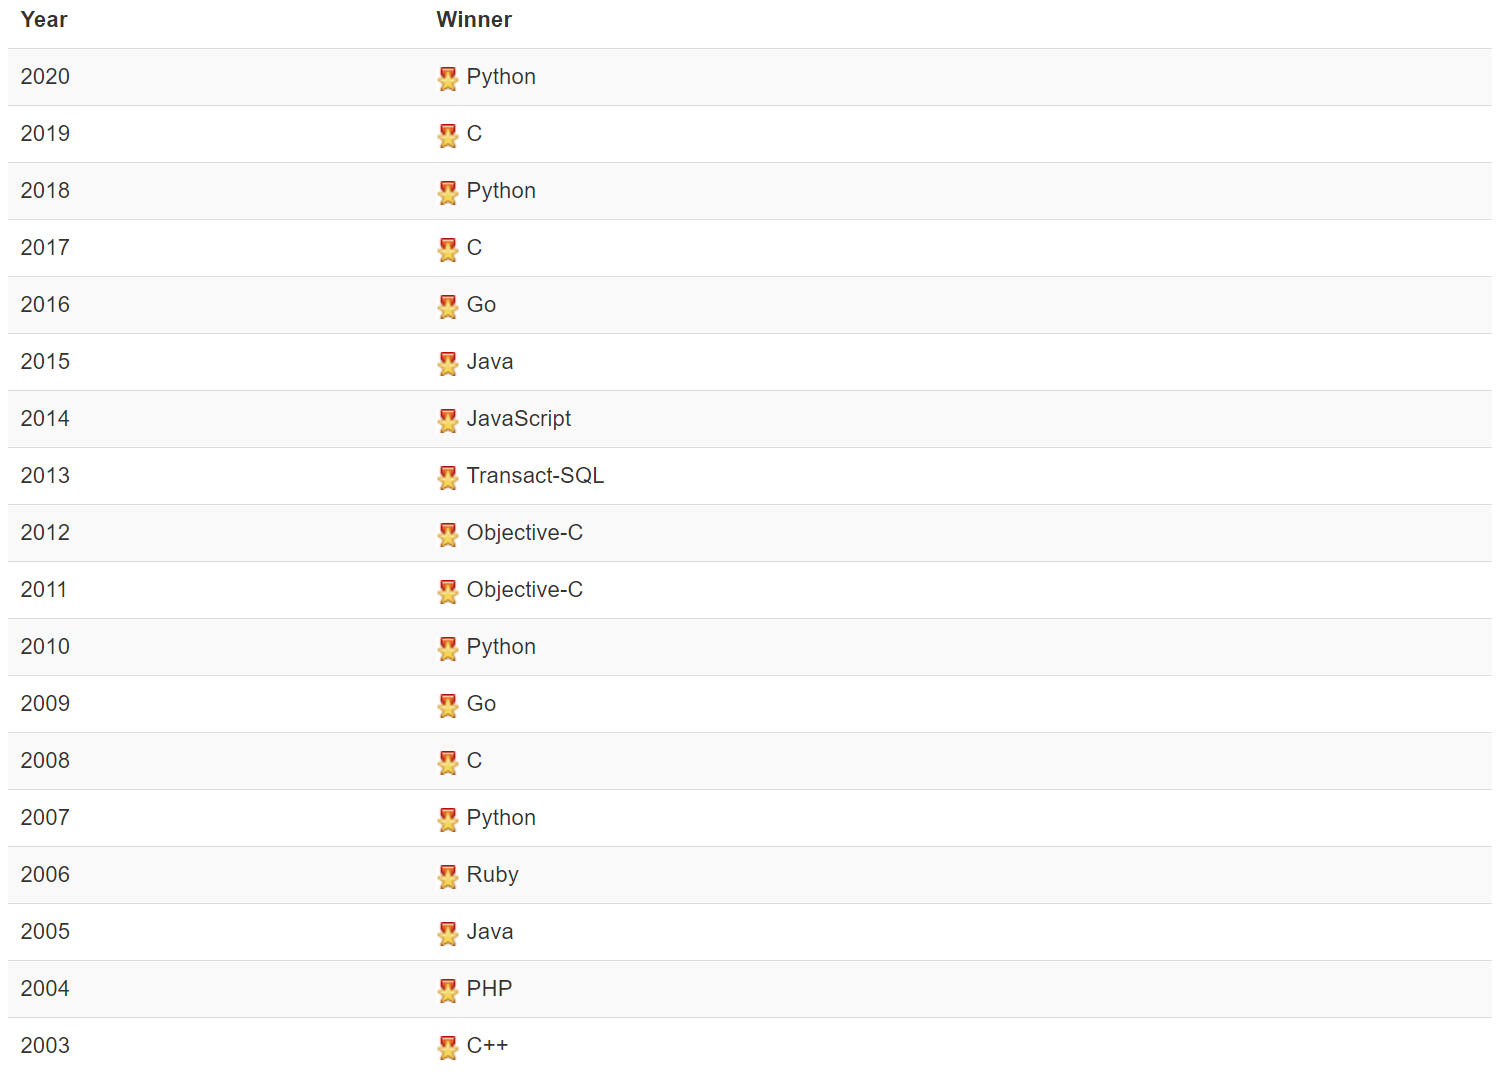 Year Winner
2020 Python
2019 C
2018 Python
2017 C
2016 Go
2015 Java
2014 JavaScript
2013 Transact-SQL
2012 Objective-C
2011 Objective-C
2010 Python
2009 Go
2008 C
2007 Python
2006 Ruby
2005 Java
2004 PHP
2003 C++